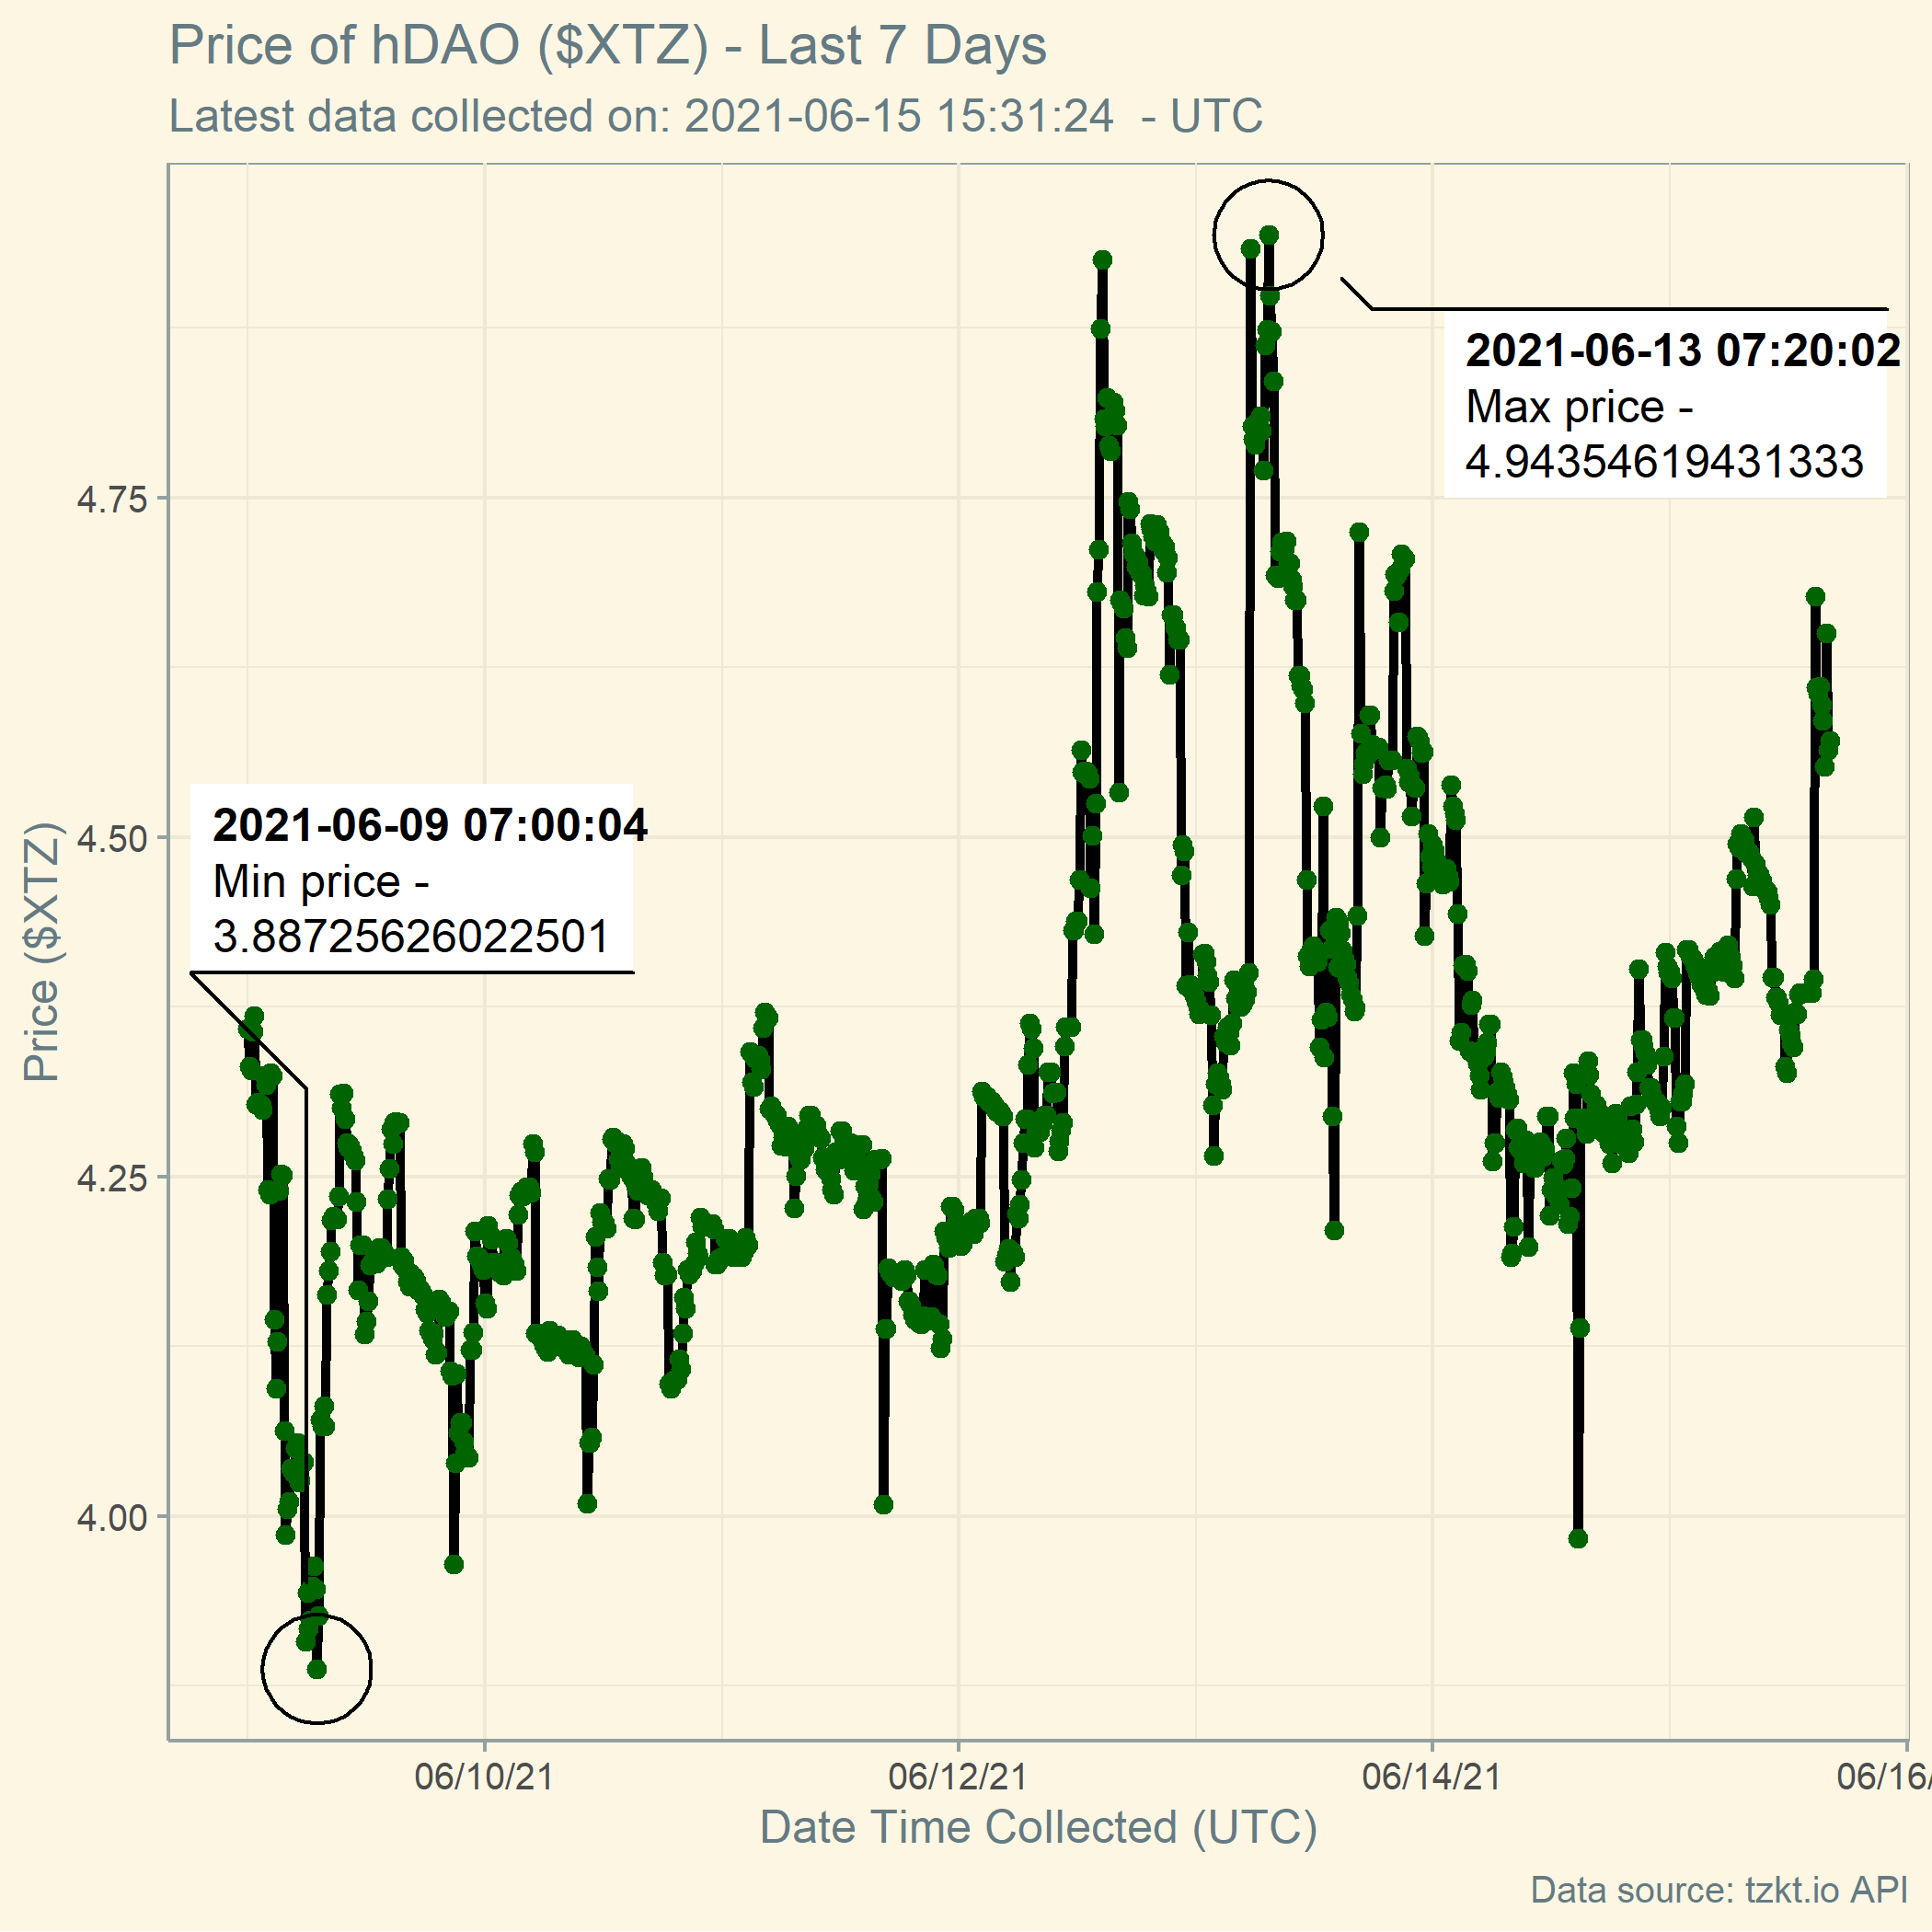 Price of hDAO ($XTZ) - Last 7 Days
Latest data collected on: 2021-06-15 15:31:24  - UTC
2021-06-13 07:20:02
Max price -
4.94354619431333
4.75
2021-06-09 07:00:04
Min price -
3.88725626022501
4.50
4.25
4.00
Price ($XTZ)
06/10/21
06/12/21
06/14/21
06/16/
Date Time Collected (UTC)
Data source: tzkt.io API